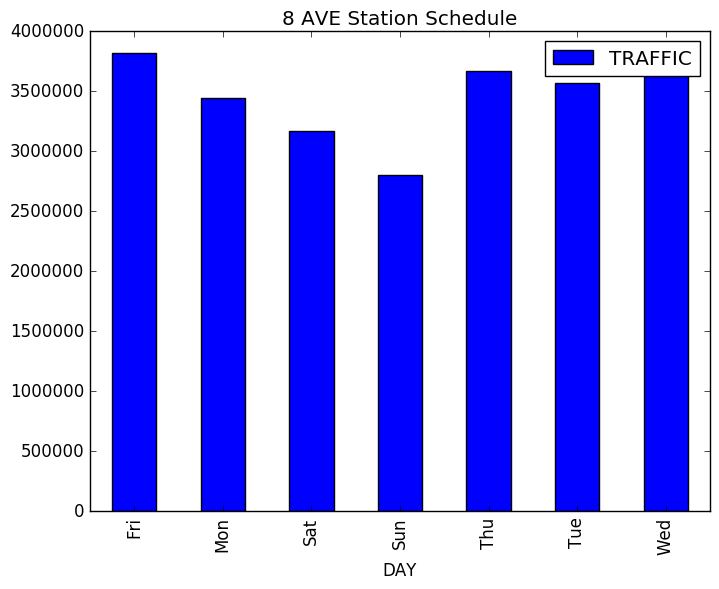 8 AVE Station Schedule
TRAFFIC
4000000
3500000
3000000
2500000
2000000
1500000
1000000
500000
0
Fri
Mon
Sat
Sun
Thu
Tue
Wed
DAY